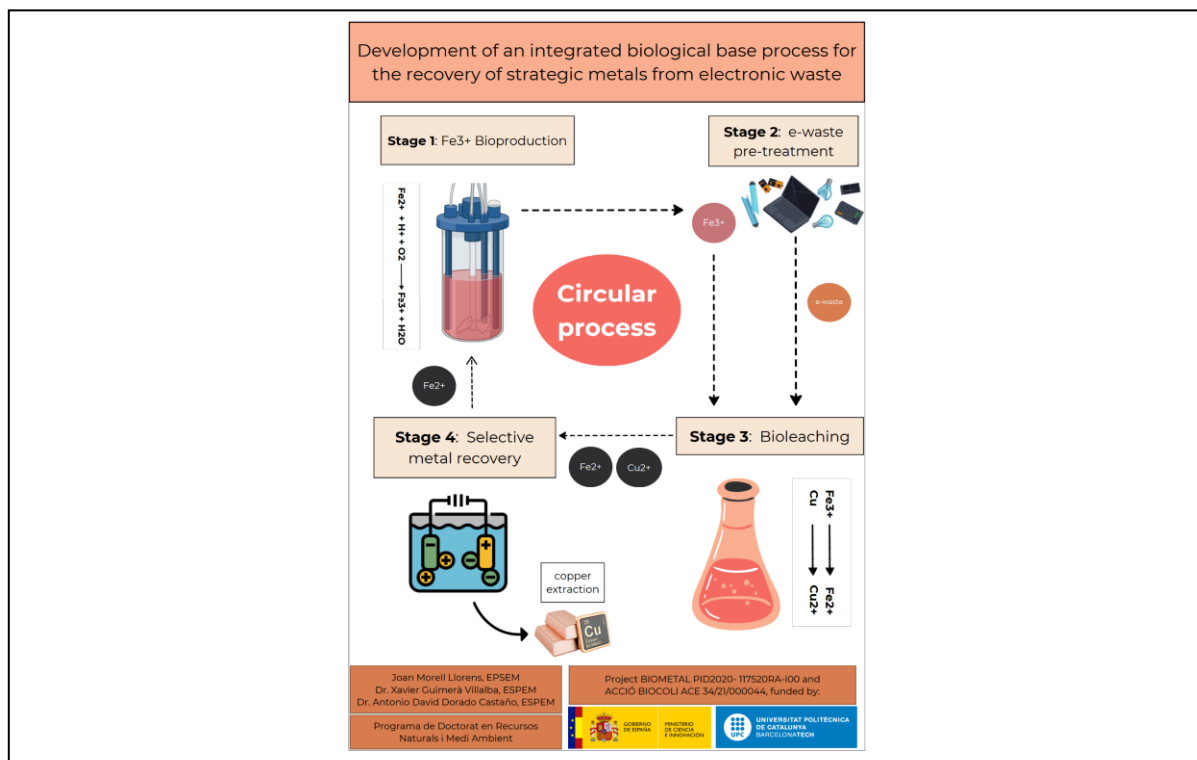 Development of an integrated biological base process for
the recovery of strategic metals from electronic waste
Stage 1: Fe3+ Bioproduction
Stage 2: e-waste
pre-treatment
Fe2+ + H+ + O2 → Fe3+ + H2O
Fe3+
e-waste
Circular
process
Fe2+
Stage 4: Selective
metal recovery
Fe2+
Cu2+
Stage 3: Bioleaching
Fe3+ → Fe2+
Cu → Cu2+
copper
extraction
Cu
Joan Morell Llorens, EPSEM
Dr. Xavier Guimerà Villalba, ESPEM
Dr. Antonio David Dorado Castaño, ESPEM
Programa de Doctorat en Recursos
Naturals i Medi Ambient
Project BIOMETAL PID2020- 117520RA-I00 and
ACCIÓ BIOCOLI ACE 34/21/000044, funded by:
GOBIERNO
DE ESPAÑA
MINISTERIO
DE CIENCIA
E INNOVACIÓN
UPC
UNIVERSITAT POLITÈCNICA
DE CATALUNYA
BARCELONATECH